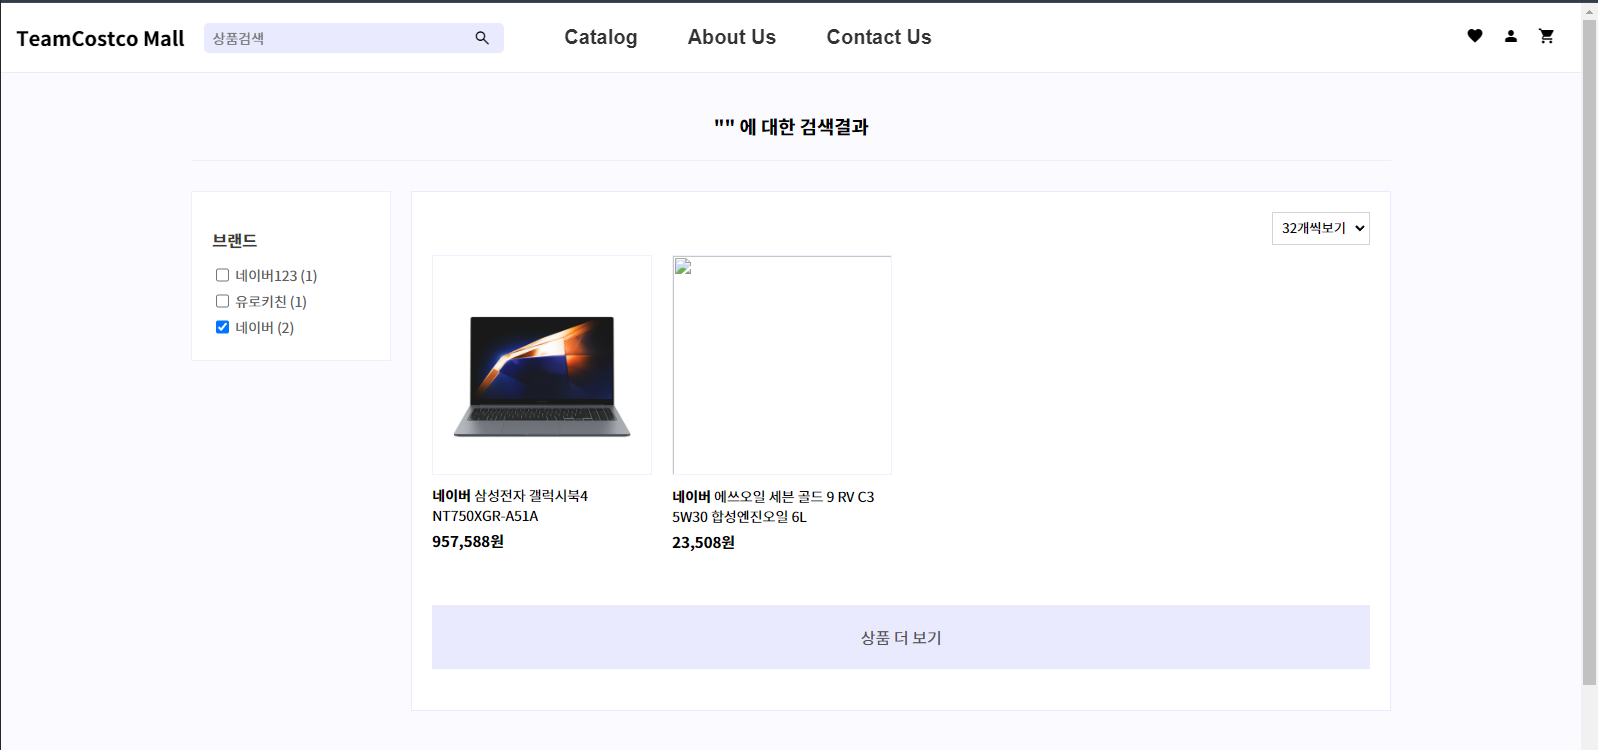 TeamCostco Mall
상품검색
Catalog
About Us
Contact Us
"" 에 대한 검색결과
브랜드
네이버123 (1)
유로키친 (1)
네이버 (2)
32개씩보기
네이버 삼성전자 갤럭시북4
NT750XGR-A51A
957,588원
네이버 에쓰오일 세븐 골드 9 RV C3
5W30 합성엔진오일 6L
23,508원
상품 더 보기